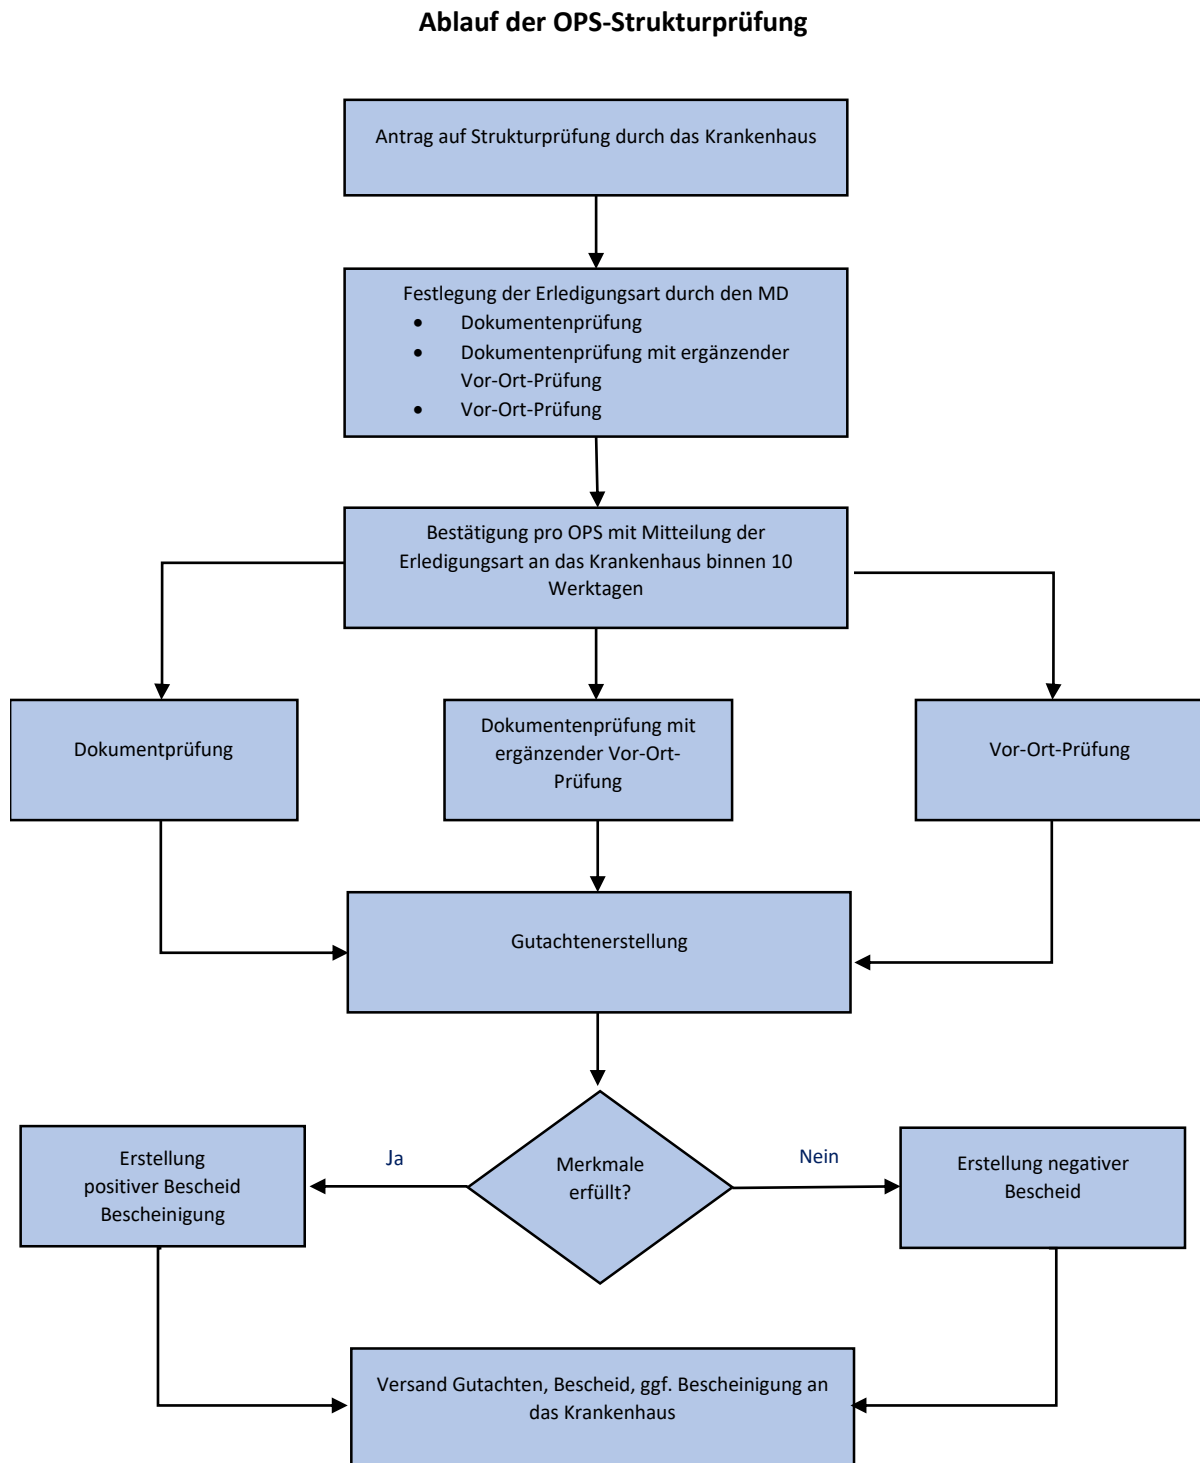 Ablauf der OPS-Strukturprüfung
Antrag auf Strukturprüfung durch das Krankenhaus
Festlegung der Erledigungsart durch den MD
• Dokumentenprüfung
• Dokumentenprüfung mit ergänzender
Vor-Ort-Prüfung
• Vor-Ort-Prüfung
Bestätigung pro OPS mit Mitteilung der
Erledigungsart an das Krankenhaus binnen 10
Werktagen
Dokumentprüfung
Dokumentenprüfung mit
ergänzender Vor-Ort-
Prüfung
Vor-Ort-Prüfung
Gutachtenerstellung
Merkmale
erfüllt?
Ja
Nein
Erstellung
positiver Bescheid
Bescheinigung
Erstellung negativer
Bescheid
Versand Gutachten, Bescheid, ggf. Bescheinigung an
das Krankenhaus